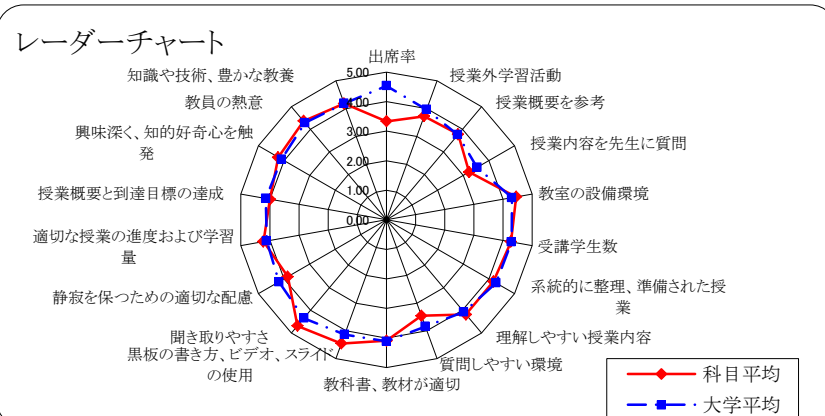 レーダーチャート
出席率
授業外学習活動
授業概要を参考
授業内容を先生に質問
教室の設備環境
受講学生数
系統的に整理、準備された授
業
理解しやすい授業内容
質問しやすい環境
教科書、教材が適切
黒板の書き方、ビデオ、スライド
の使用
聞き取りやすさ
静寂を保つための適切な配慮
適切な授業の進度および学習
量
授業概要と到達目標の達成
興味深く、知的好奇心を触
発
教員の熱意
知識や技術、豊かな教養
5.00
4.00
3.00
2.00
1.00
0.00
科目平均
大学平均